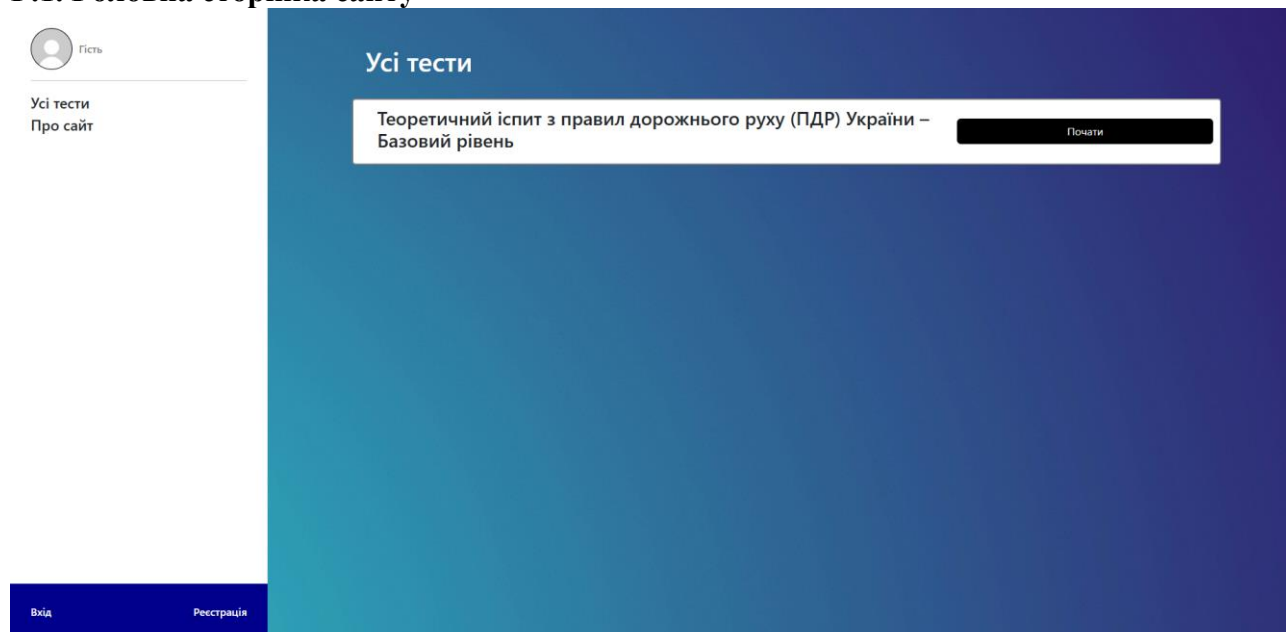 Гість
Усі тести
Про сайт
Усі тести
Теоретичний іспит з правил дорожнього руху (ПДР) України –
Базовий рівень
Почати
Вхід
Реєстрація